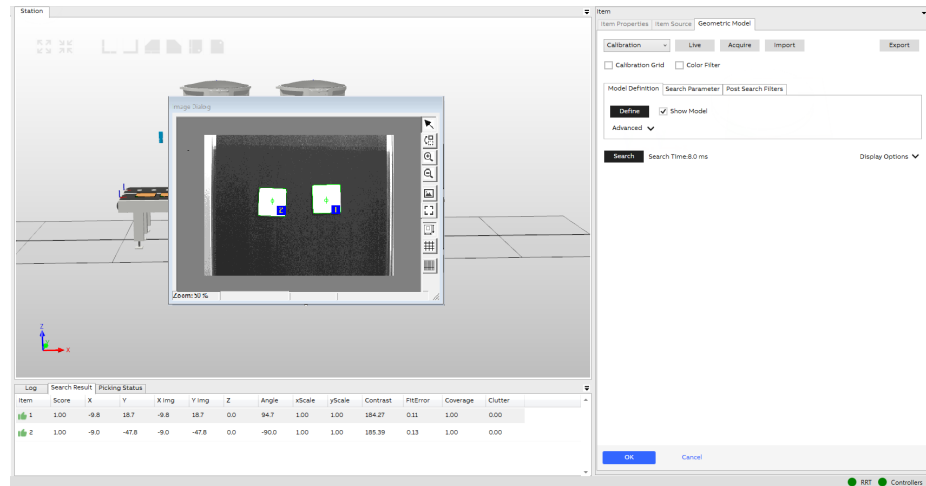 Station
Item
Item Properties Item Source Geometric Model
Calibration Live Acquire Import Export
Calibration Grid Color Filter
Model Definition Search Parameter Post Search Filters
Define Show Model
Advanced
Search Search Time:8.0 ms Display Options
Image Dialog
2 1
Zoom: 50 %
Z
Y
X
Log Search Result Picking Status
Item Score X Y X Img Y Img Z Angle xScale yScale Contrast FitError Coverage Clutter
1 1.00 -9.8 18.7 -9.8 18.7 0.0 94.7 1.00 1.00 184.27 0.11 1.00 0.00
2 1.00 -9.0 -47.8 -9.0 -47.8 0.0 -90.0 1.00 1.00 185.39 0.13 1.00 0.00
OK Cancel
RRT Controllers